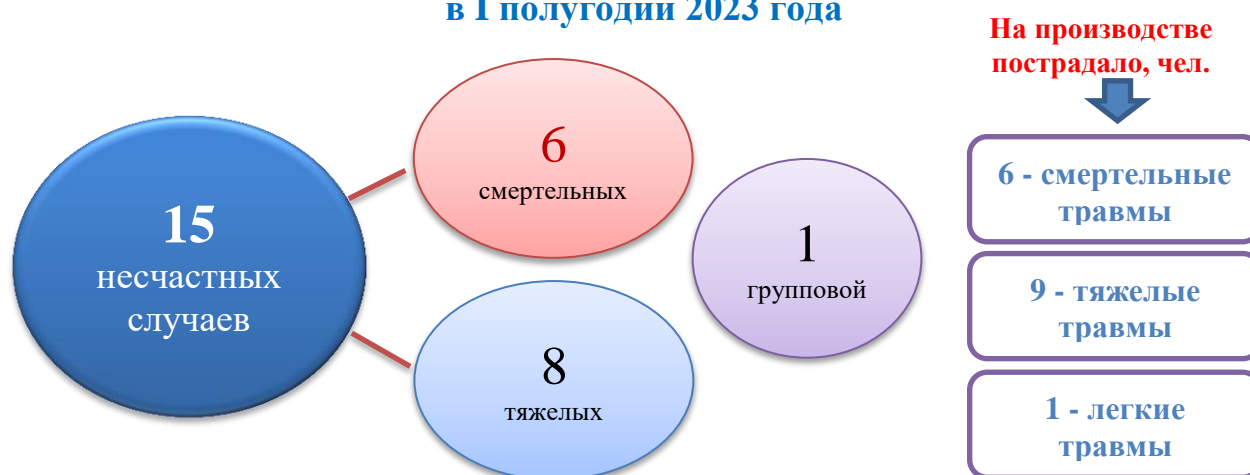 в I полугодии 2023 года
15
несчастных
случаев
6
смертельных
8
тяжелых
1
групповой
На производстве
пострадало, чел.
6 - смертельные
травмы
9 - тяжелые
травмы
1 - легкие
травмы